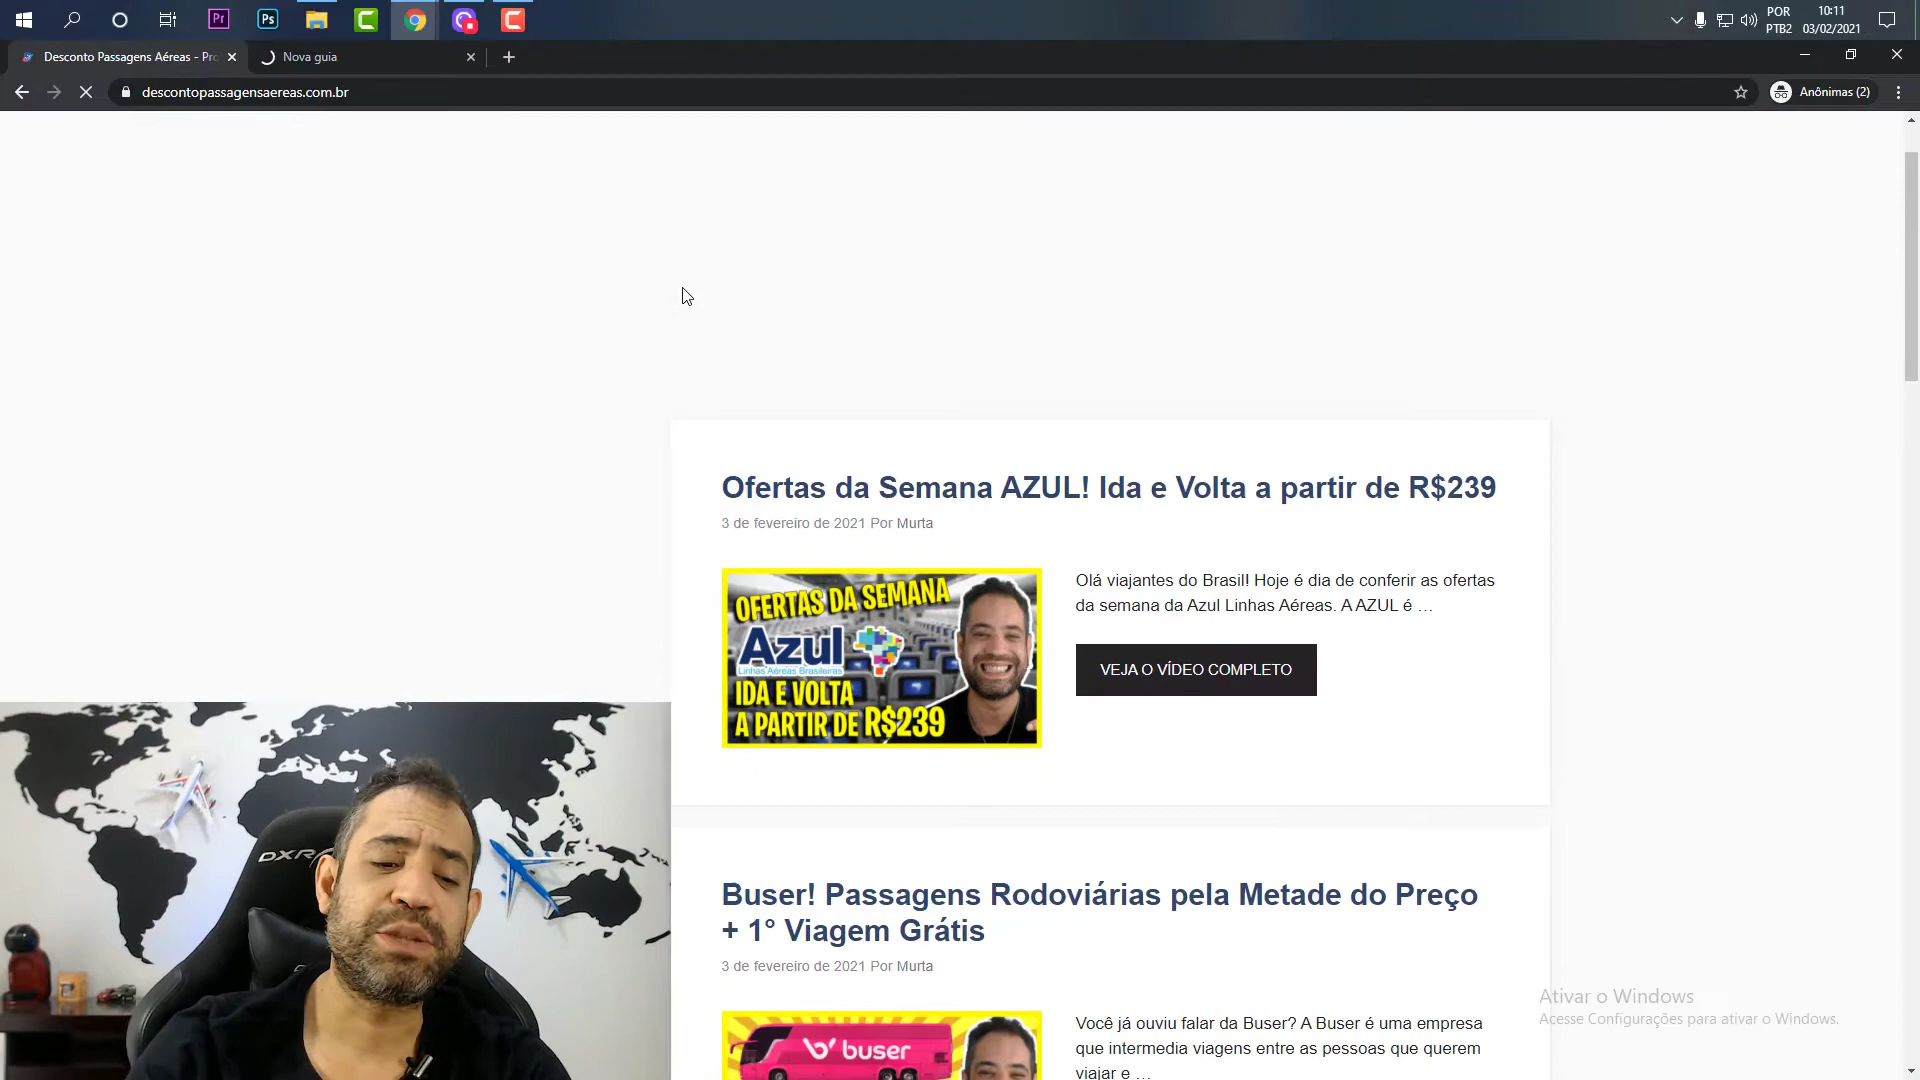 POR
PTB2
10:11
03/02/2021
Desconto Passagens Aéreas - Pro
Nova guia
descontopassagensaereas.com.br
Anônimas (2)
Ofertas da Semana AZUL! Ida e Volta a partir de R$239
3 de fevereiro de 2021 Por Murta
OFERTAS DA SEMANA
Azul
Linhas Aéreas Brasileiras
IDA E VOLTA
A PARTIR DE R$239
Olá viajantes do Brasil! Hoje é dia de conferir as ofertas
da semana da Azul Linhas Aéreas. A AZUL é …
VEJA O VÍDEO COMPLETO
DXR
Buser! Passagens Rodoviárias pela Metade do Preço
+ 1° Viagem Grátis
3 de fevereiro de 2021 Por Murta
buser
Você já ouviu falar da Buser? A Buser é uma empresa
que intermedia viagens entre as pessoas que querem
viajar e …
Ativar o Windows
Acesse Configurações para ativar o Windows.